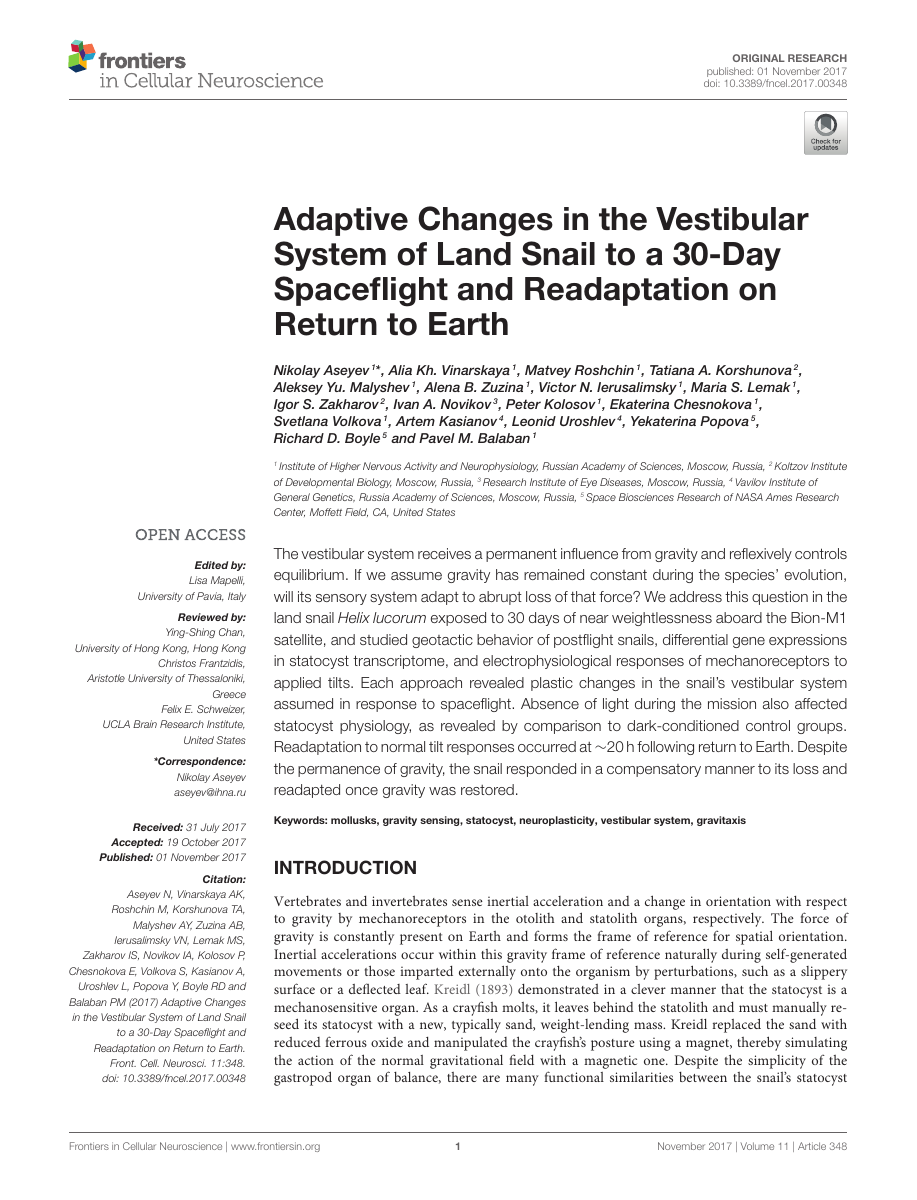 frontiers
in Cellular Neuroscience
ORIGINAL RESEARCH
published: 01 November 2017
doi: 10.3389/fncel.2017.00348
Check for
updates
Adaptive Changes in the Vestibular
System of Land Snail to a 30-Day
Spaceflight and Readaptation on
Return to Earth
Nikolay Aseyev 1*, Alia Kh. Vinarskaya 1, Matvey Roshchin 1, Tatiana A. Korshunova 2,
Aleksey Yu. Malyshev 1, Alena B. Zuzina 1, Victor N. Ierusalimsky 1, Maria S. Lemak 1,
Igor S. Zakharov 2, Ivan A. Novikov 3, Peter Kolosov 1, Ekaterina Chesnokova 1,
Svetlana Volkova 1, Artem Kasianov 4, Leonid Uroshlev 4, Yekaterina Popova 5,
Richard D. Boyle 5 and Pavel M. Balaban 1
1 Institute of Higher Nervous Activity and Neurophysiology, Russian Academy of Sciences, Moscow, Russia, 2 Koltzov Institute
of Developmental Biology, Moscow, Russia, 3 Research Institute of Eye Diseases, Moscow, Russia, 4 Vavilov Institute of
General Genetics, Russia Academy of Sciences, Moscow, Russia, 5 Space Biosciences Research of NASA Ames Research
Center, Moffett Field, CA, United States
OPEN ACCESS
Edited by:
Lisa Mapelli,
University of Pavia, Italy
Reviewed by:
Ying-Shing Chan,
University of Hong Kong, Hong Kong
Christos Frantzidis,
Aristotle University of Thessaloniki,
Greece
Felix E. Schweizer,
UCLA Brain Research Institute,
United States
*Correspondence:
Nikolay Aseyev
aseyev@ihna.ru
Received: 31 July 2017
Accepted: 19 October 2017
Published: 01 November 2017
Citation:
Aseyev N, Vinarskaya AK,
Roshchin M, Korshunova TA,
Malyshev AY, Zuzina AB,
Ierusalimsky VN, Lemak MS,
Zakharov IS, Novikov IA, Kolosov P,
Chesnokova E, Volkova S, Kasianov A,
Uroshlev L, Popova Y, Boyle RD and
Balaban PM (2017) Adaptive Changes
in the Vestibular System of Land Snail
to a 30-Day Spaceflight and
Readaptation on Return to Earth.
Front. Cell. Neurosci. 11:348.
doi: 10.3389/fncel.2017.00348
The vestibular system receives a permanent influence from gravity and reflexively controls
equilibrium. If we assume gravity has remained constant during the species' evolution,
will its sensory system adapt to abrupt loss of that force? We address this question in the
land snail Helix lucorum exposed to 30 days of near weightlessness aboard the Bion-M1
satellite, and studied geotactic behavior of postflight snails, differential gene expressions
in statocyst transcriptome, and electrophysiological responses of mechanoreceptors to
applied tilts. Each approach revealed plastic changes in the snail's vestibular system
assumed in response to spaceflight. Absence of light during the mission also affected
statocyst physiology, as revealed by comparison to dark-conditioned control groups.
Readaptation to normal tilt responses occurred at ∼20 h following return to Earth. Despite
the permanence of gravity, the snail responded in a compensatory manner to its loss and
readapted once gravity was restored.
Keywords: mollusks, gravity sensing, statocyst, neuroplasticity, vestibular system, gravitaxis
INTRODUCTION
Vertebrates and invertebrates sense inertial acceleration and a change in orientation with respect
to gravity by mechanoreceptors in the otolith and statolith organs, respectively. The force of
gravity is constantly present on Earth and forms the frame of reference for spatial orientation.
Inertial accelerations occur within this gravity frame of reference naturally during self-generated
movements or those imparted externally onto the organism by perturbations, such as a slippery
surface or a deflected leaf. Kreidl (1893) demonstrated in a clever manner that the statocyst is a
mechanosensitive organ. As a crayfish molts, it leaves behind the statolith and must manually re-
seed its statocyst with a new, typically sand, weight-lending mass. Kreidl replaced the sand with
reduced ferrous oxide and manipulated the crayfish's posture using a magnet, thereby simulating
the action of the normal gravitational field with a magnetic one. Despite the simplicity of the
gastropod organ of balance, there are many functional similarities between the snail's statocyst
Frontiers in Cellular Neuroscience | www.frontiersin.org
1
November 2017 | Volume 11 | Article 348